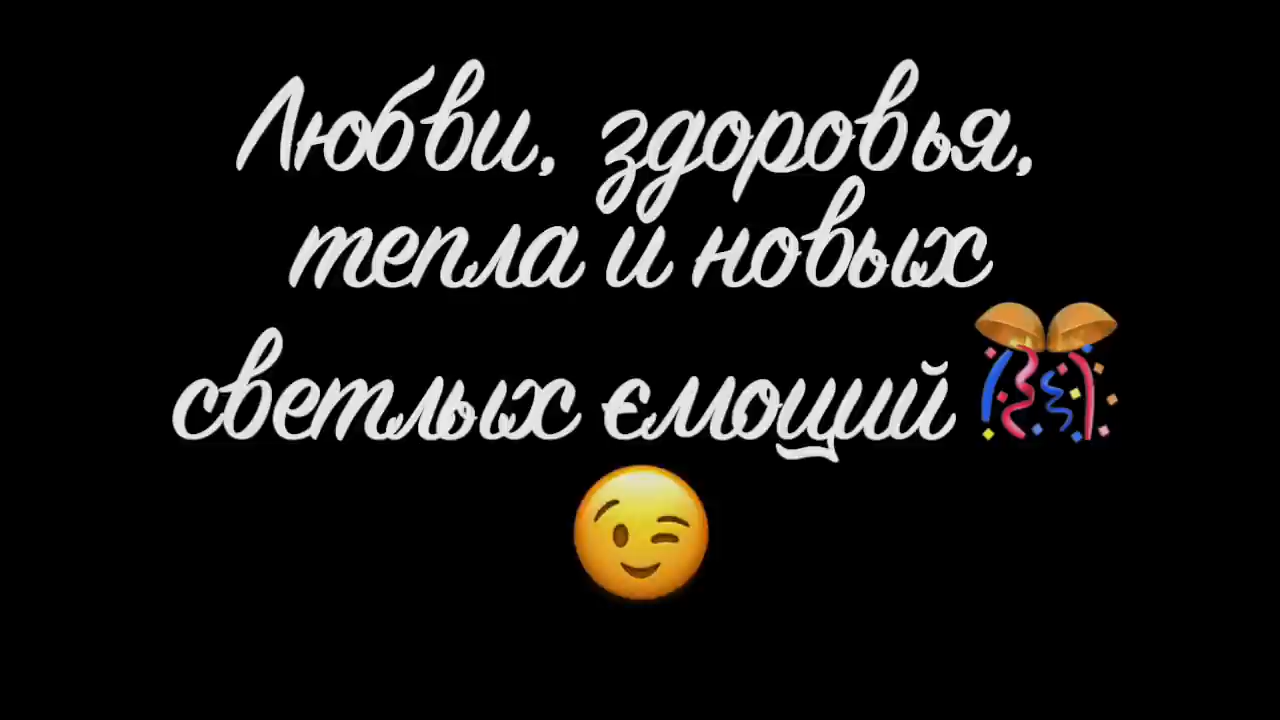 Любви, здоровья,
тепла и новых
светлых ємоций 🎊
😉